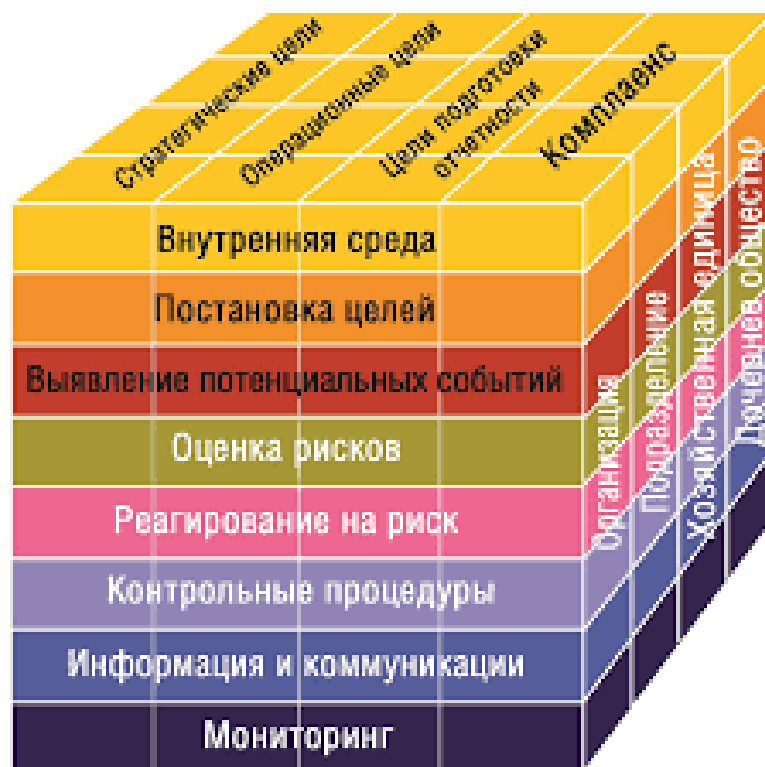 Стратегические цели
Операционные цели
Цели подготовки
отчетности
Комплаенс
Внутренняя среда
Постановка целей
Выявление потенциальных событий
Оценка рисков
Реагирование на риск
Контрольные процедуры
Информация и коммуникации
Мониторинг
Организация
Подразделение
Хозяйственная единица
Дочернее общество